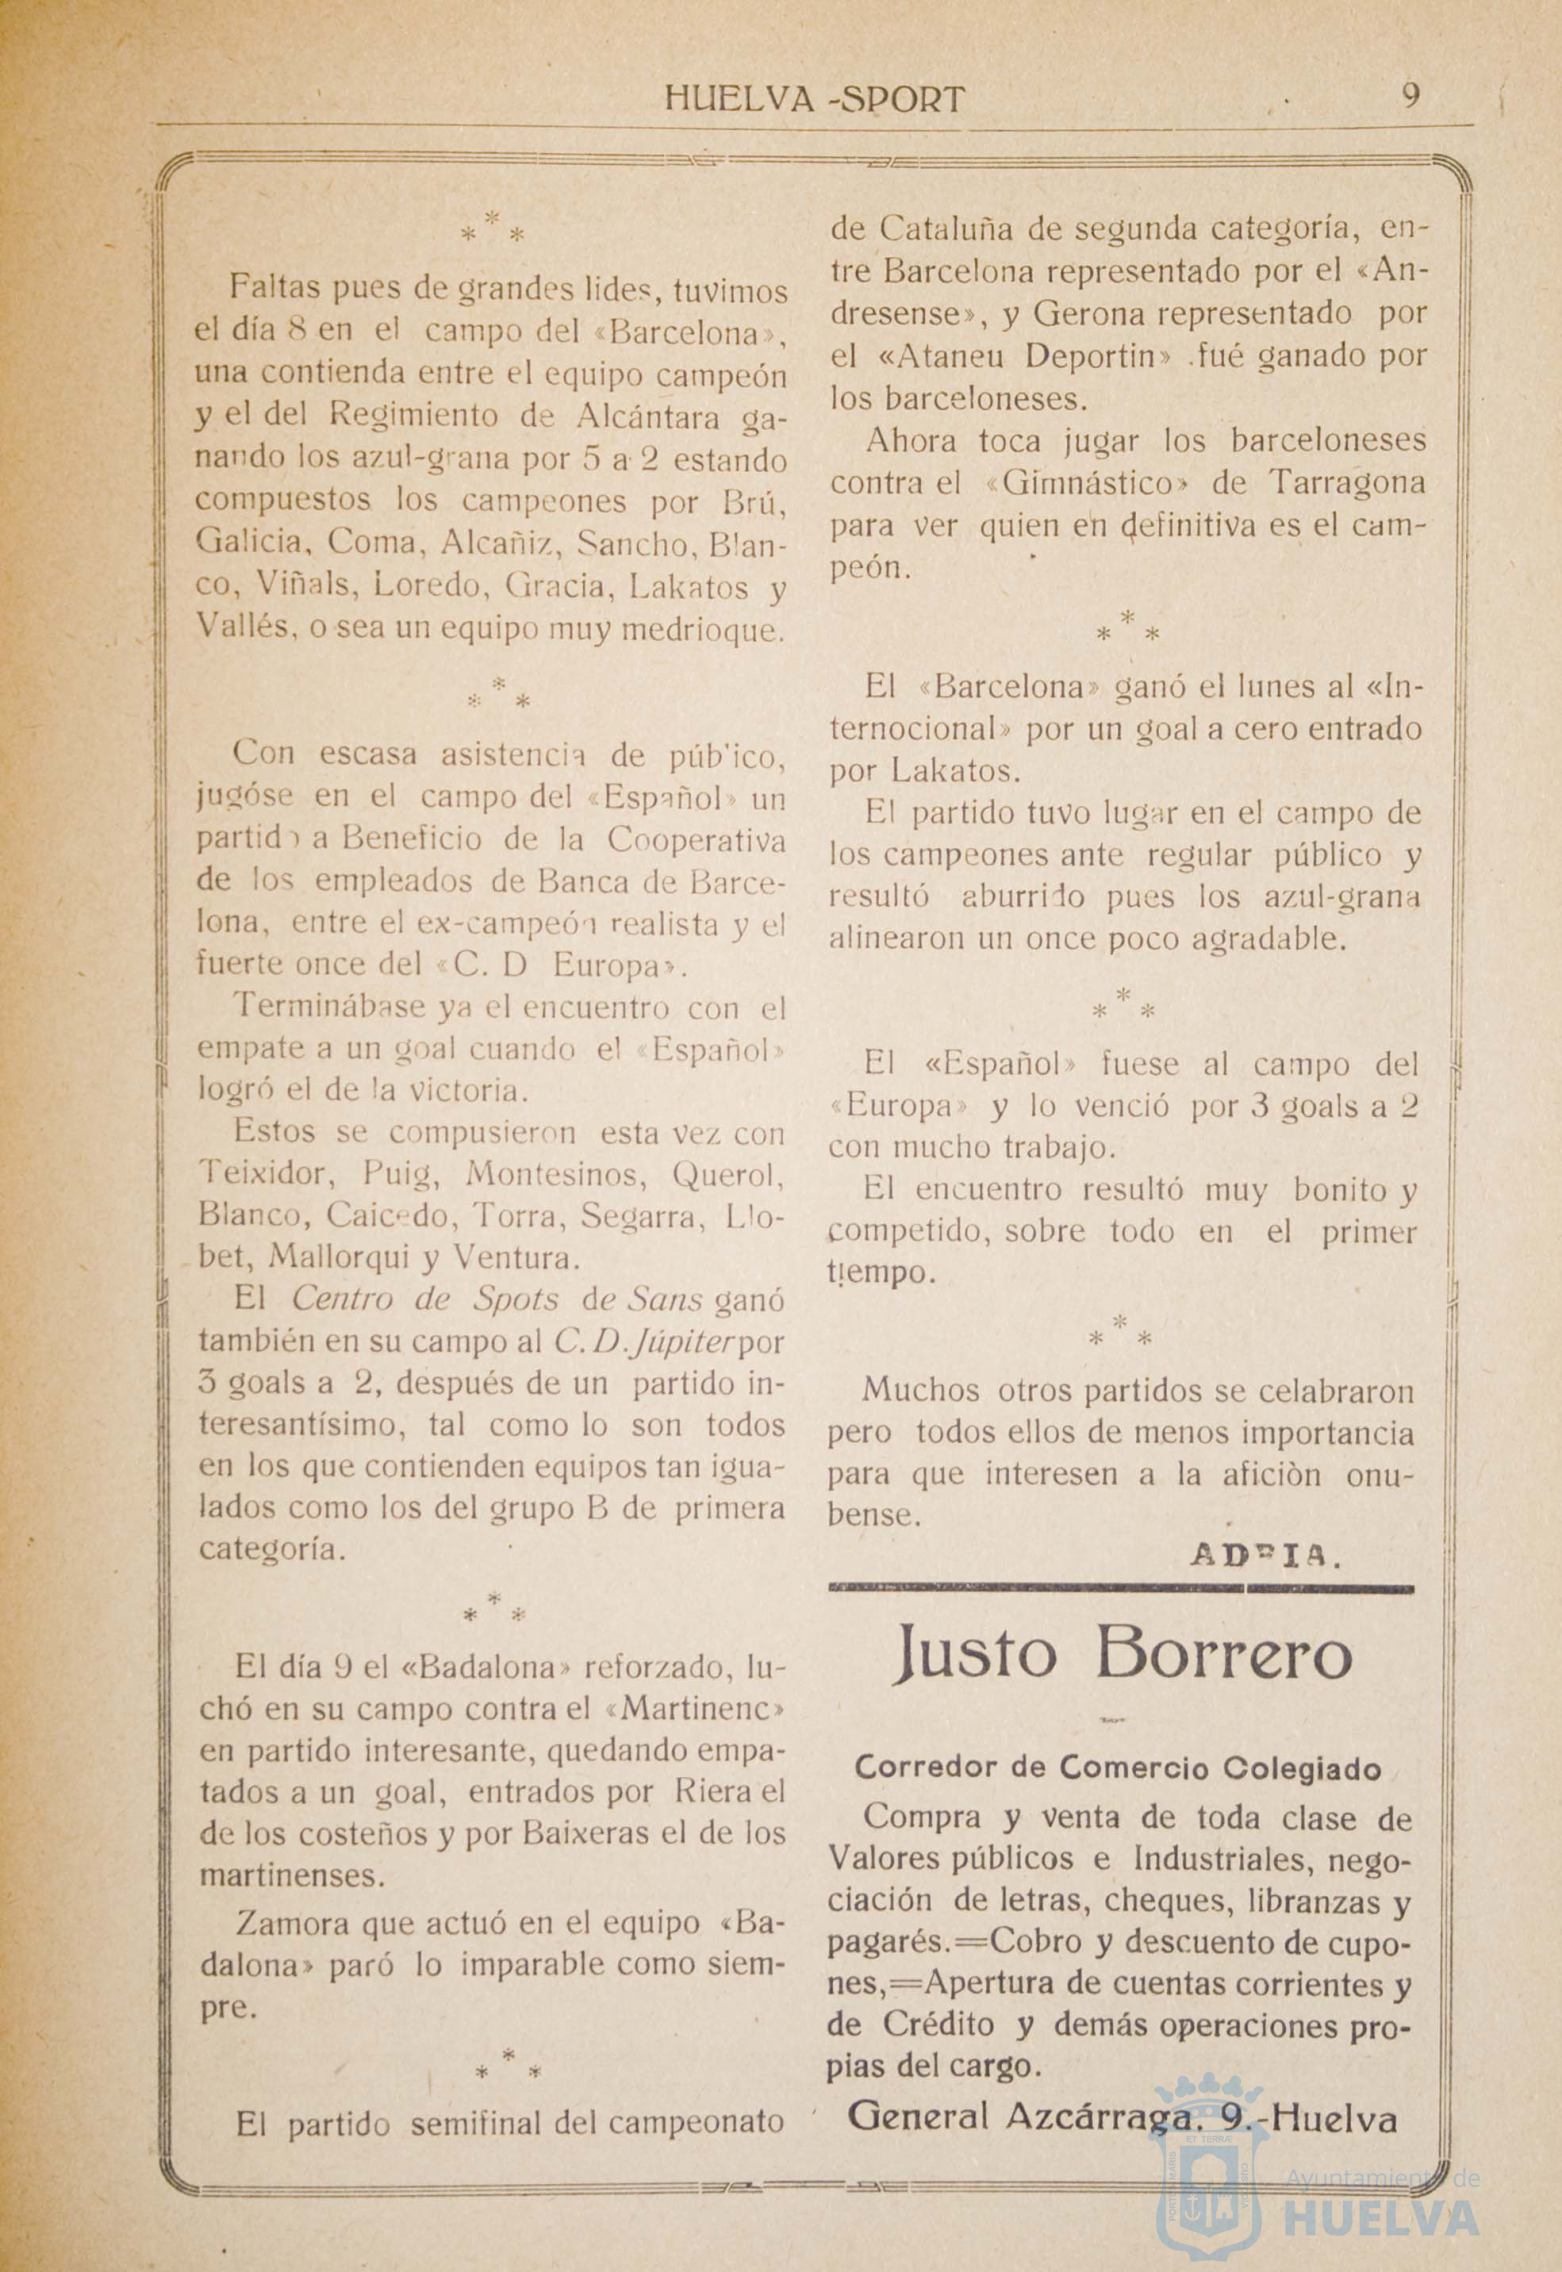 HUELVA -SPORT
9
* * *
Faltas pues de grandes lides, tuvimos
el día 8 en el campo del «Barcelona»,
una contienda entre el equipo campeón
y el del Regimiento de Alcántara ga-
nando los azul-grana por 5 a 2 estando
compuestos los campeones por Brú,
Galicia, Coma, Alcañiz, Sancho, Blan-
co, Viñals, Loredo, Gracia, Lakatos y
Vallés, o sea un equipo muy medrioque.
* * *
Con escasa asistencia de púb'ico,
jugóse en el campo del «Español» un
partido a Beneficio de la Cooperativa
de los empleados de Banca de Barce-
lona, entre el ex-campeón realista y el
fuerte once del «C. D Europa».
Terminábase ya el encuentro con el
empate a un goal cuando el «Español»
logró el de la victoria.
Estos se compusieron esta vez con
Teixidor, Puig, Montesinos, Querol,
Blanco, Caicedo, Torra, Segarra, Llo-
bet, Mallorqui y Ventura.
El Centro de Spots de Sans ganó
también en su campo al C. D. Júpiter por
3 goals a 2, después de un partido in-
teresantísimo, tal como lo son todos
en los que contienden equipos tan igua-
lados como los del grupo B de primera
categoría.
* * *
El día 9 el «Badalona» reforzado, lu-
chó en su campo contra el «Martinenc»
en partido interesante, quedando empa-
tados a un goal, entrados por Riera el
de los costeños y por Baixeras el de los
martinenses.
Zamora que actuó en el equipo «Ba-
dalona» paró lo imparable como siem-
pre.
* * *
El partido semifinal del campeonato
de Cataluña de segunda categoría, en-
tre Barcelona representado por el «An-
dresense», y Gerona representado por
el «Ataneu Deportin» .fué ganado por
los barceloneses.
Ahora toca jugar los barceloneses
contra el «Gimnástico» de Tarragona
para ver quien en definitiva es el cam-
peón.
* * *
El «Barcelona» ganó el lunes al «In-
ternocional» por un goal a cero entrado
por Lakatos.
El partido tuvo lugar en el campo de
los campeones ante regular público y
resultó aburrido pues los azul-grana
alinearon un once poco agradable.
* * *
El «Español» fuese al campo del
«Europa» y lo venció por 3 goals a 2
con mucho trabajo.
El encuentro resultó muy bonito y
competido, sobre todo en el primer
tiempo.
* * *
Muchos otros partidos se celabraron
pero todos ellos de menos importancia
para que interesen a la aficiòn onu-
bense.
ADRIA.
Justo Borrero
Corredor de Comercio Colegiado
Compra y venta de toda clase de
Valores públicos e Industriales, nego-
ciación de letras, cheques, libranzas y
pagarés.=Cobro y descuento de cupo-
nes,=Apertura de cuentas corrientes y
de Crédito y demás operaciones pro-
pias del cargo.
General Azcárraga. 9.-Huelva
Ayuntamiento de
HUELVA